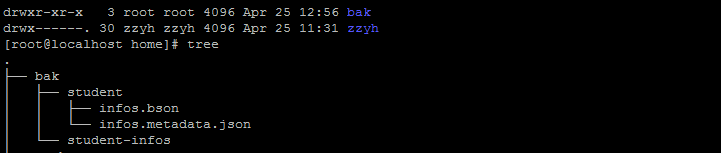 drwxr-xr-x   3 root root 4096 Apr 25 12:56 bak
drwx------. 30 zzyh zzyh 4096 Apr 25 11:31 zzyh
[root@localhost home]# tree
.
├── bak
│   ├── student
│   │   ├── infos.bson
│   │   └── infos.metadata.json
│   └── student-infos